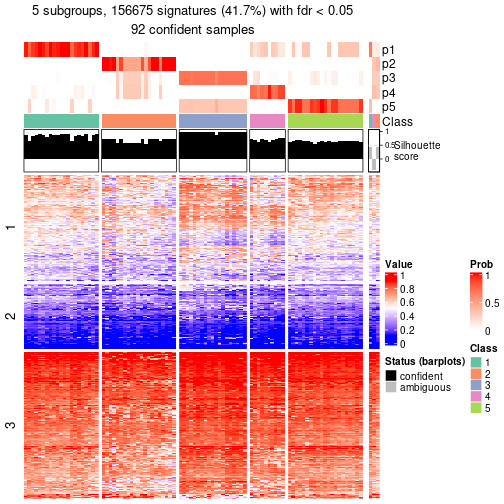 5 subgroups, 156675 signatures (41.7%) with fdr < 0.05
92 confident samples
p1
p2
p3
p4
p5
Class
1
0.5
0
Silhouette
score
1
2
3
Value
1
0.8
0.6
0.4
0.2
0
Status (barplots)
confident
ambiguous
Prob
1
0.5
0
Class
1
2
3
4
5